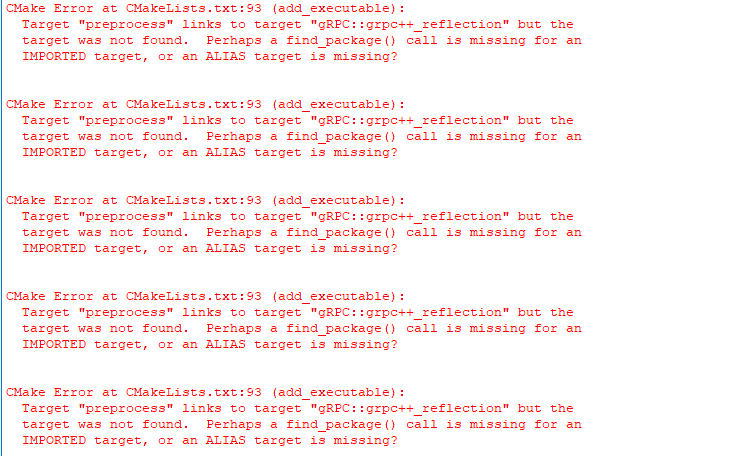 CMake Error at CMakeLists.txt:93 (add_executable):
  Target "preprocess" links to target "gRPC::grpc++_reflection" but the
  target was not found.  Perhaps a find_package() call is missing for an
  IMPORTED target, or an ALIAS target is missing?
CMake Error at CMakeLists.txt:93 (add_executable):
  Target "preprocess" links to target "gRPC::grpc++_reflection" but the
  target was not found.  Perhaps a find_package() call is missing for an
  IMPORTED target, or an ALIAS target is missing?
CMake Error at CMakeLists.txt:93 (add_executable):
  Target "preprocess" links to target "gRPC::grpc++_reflection" but the
  target was not found.  Perhaps a find_package() call is missing for an
  IMPORTED target, or an ALIAS target is missing?
CMake Error at CMakeLists.txt:93 (add_executable):
  Target "preprocess" links to target "gRPC::grpc++_reflection" but the
  target was not found.  Perhaps a find_package() call is missing for an
  IMPORTED target, or an ALIAS target is missing?
CMake Error at CMakeLists.txt:93 (add_executable):
  Target "preprocess" links to target "gRPC::grpc++_reflection" but the
  target was not found.  Perhaps a find_package() call is missing for an
  IMPORTED target, or an ALIAS target is missing?